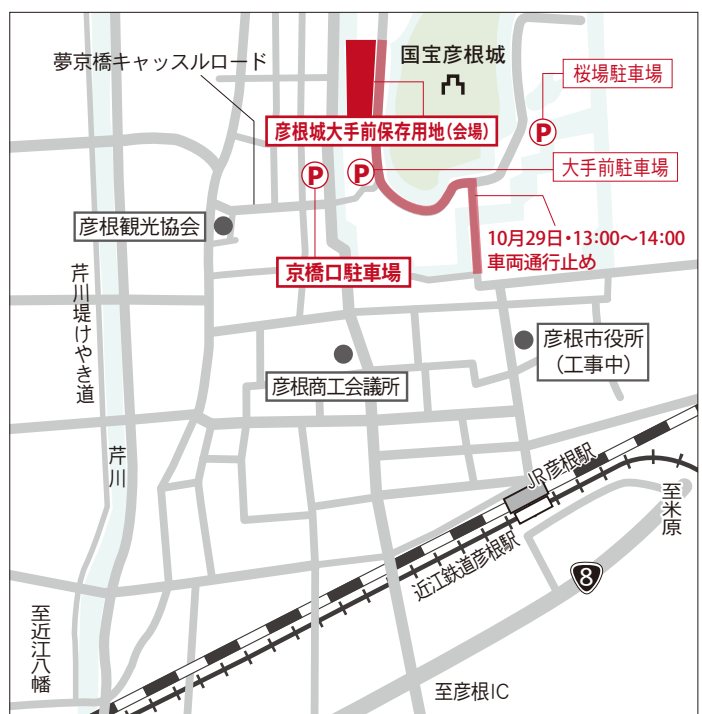 夢京橋キャッスルロード
国宝彦根城
桜場駐車場
P
彦根城大手前保存用地(会場)
P
P
大手前駐車場
彦根観光協会
10月29日・13:00〜14:00
車両通行止め
京橋口駐車場
芹川堤けやき道
彦根市役所
(工事中)
彦根商工会議所
芹川
JR彦根駅
至米原
近江鉄道彦根駅
8
至近江八幡
至彦根IC